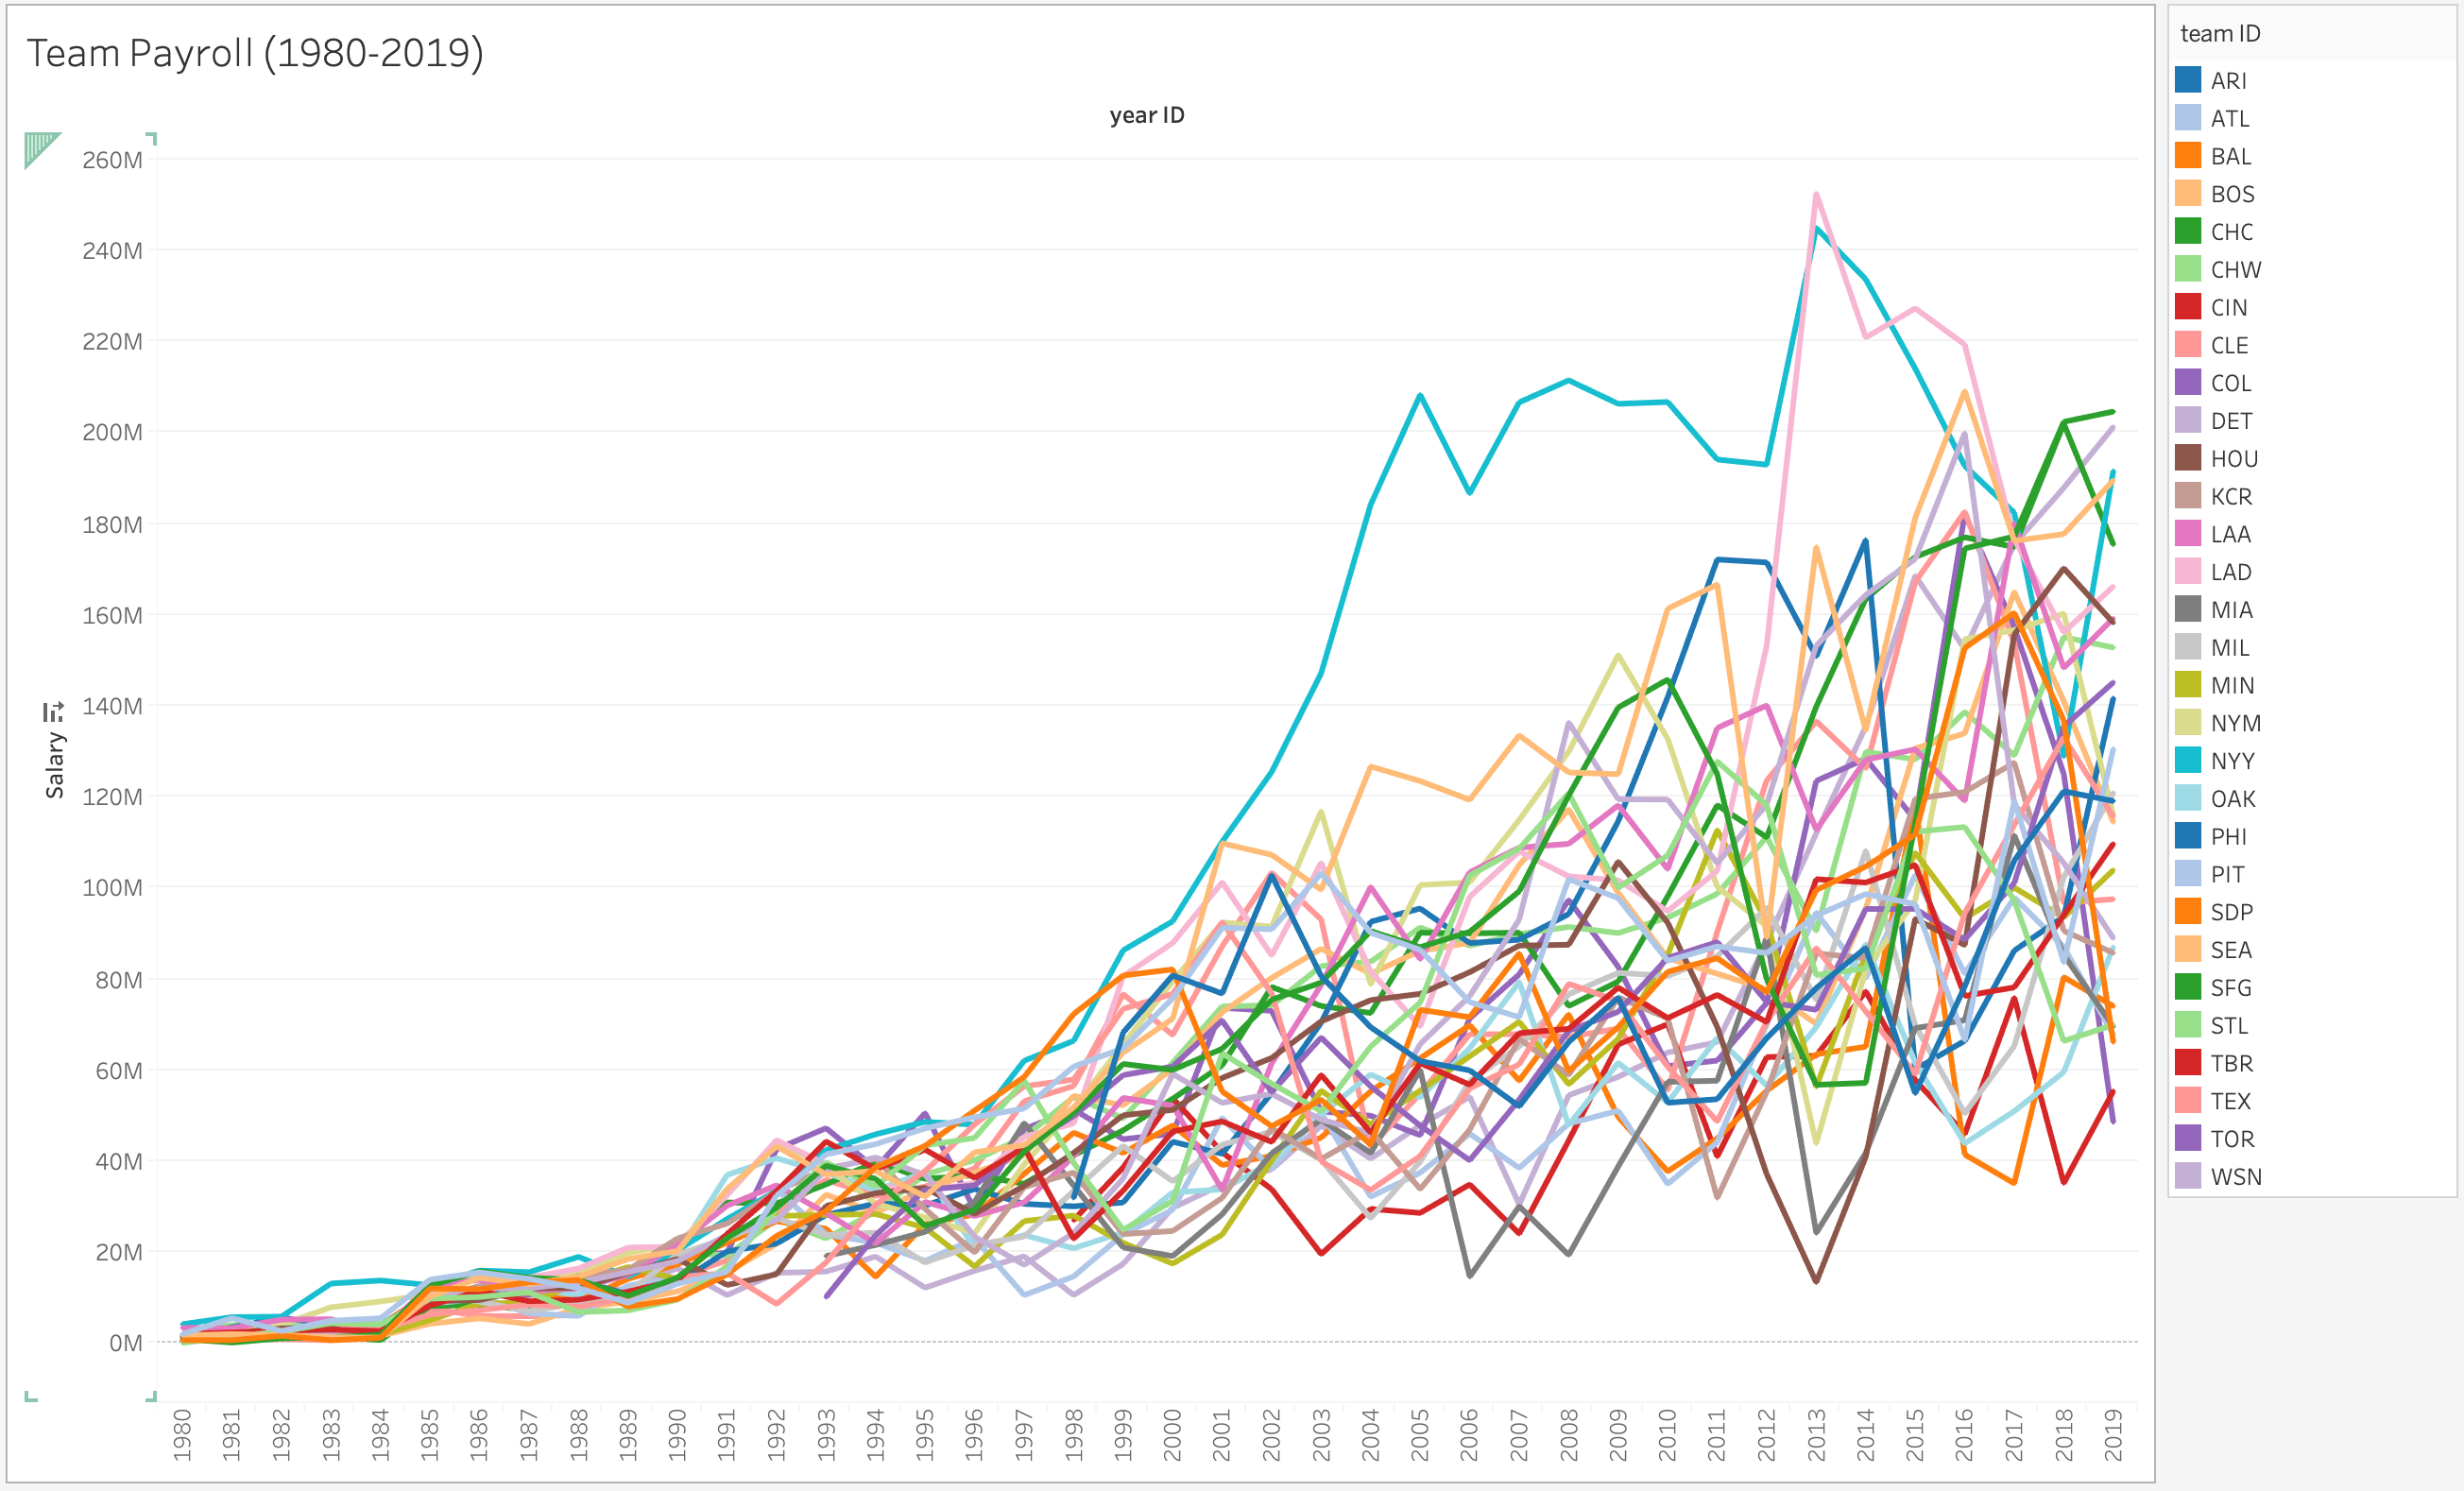 Team Payroll (1980-2019)
year ID
260M
240M
220M
200M
180M
160M
140M
120M
100M
80M
60M
40M
20M
0M
Salary
1980
1981
1982
1983
1984
1985
1986
1987
1988
1989
1990
1991
1992
1993
1994
1995
1996
1997
1998
1999
2000
2001
2002
2003
2004
2005
2006
2007
2008
2009
2010
2011
2012
2013
2014
2015
2016
2017
2018
2019
team ID
ARI
ATL
BAL
BOS
CHC
CHW
CIN
CLE
COL
DET
HOU
KCR
LAA
LAD
MIA
MIL
MIN
NYM
NYY
OAK
PHI
PIT
SDP
SEA
SFG
STL
TBR
TEX
TOR
WSN